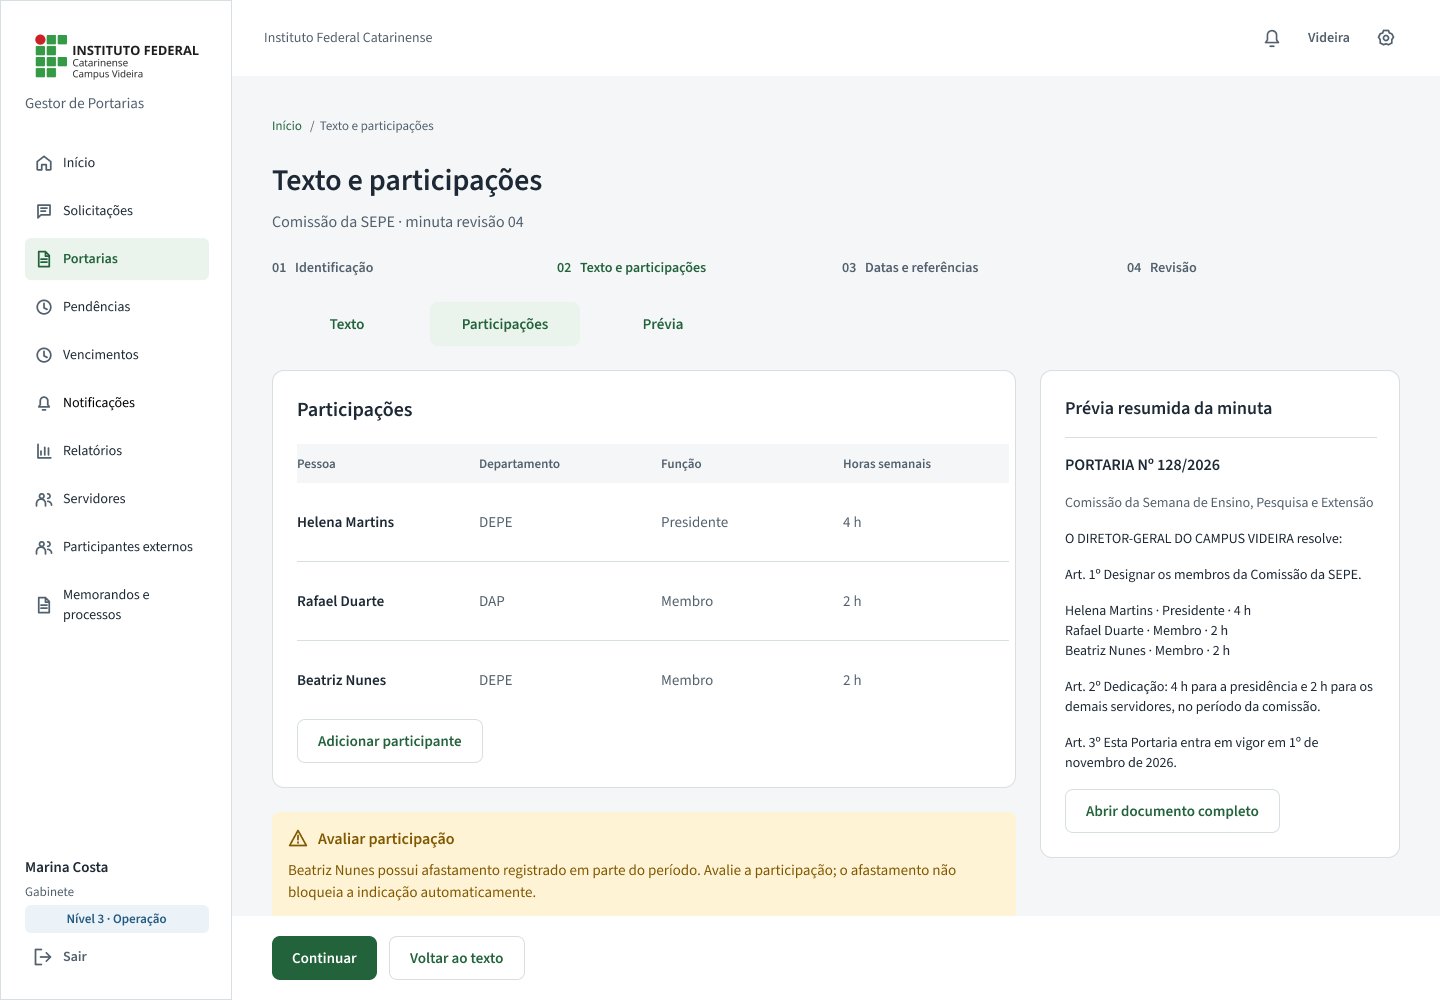 INSTITUTO FEDERAL
Catarinense
Campus Videira
Gestor de Portarias
Início
Solicitações
Portarias
Pendências
Vencimentos
Notificações
Relatórios
Servidores
Participantes externos
Memorandos e
processos
Marina Costa
Gabinete
Nível 3 · Operação
Sair
Instituto Federal Catarinense
Videira
Início / Texto e participações
Texto e participações
Comissão da SEPE · minuta revisão 04
01 Identificação
02 Texto e participações
03 Datas e referências
04 Revisão
Texto
Participações
Prévia
Participações
Pessoa Departamento Função Horas semanais
Helena Martins DEPE Presidente 4 h
Rafael Duarte DAP Membro 2 h
Beatriz Nunes DEPE Membro 2 h
Adicionar participante
Avaliar participação
Beatriz Nunes possui afastamento registrado em parte do período. Avalie a participação; o afastamento não
bloqueia a indicação automaticamente.
Prévia resumida da minuta
PORTARIA Nº 128/2026
Comissão da Semana de Ensino, Pesquisa e Extensão
O DIRETOR-GERAL DO CAMPUS VIDEIRA resolve:
Art. 1º Designar os membros da Comissão da SEPE.
Helena Martins · Presidente · 4 h
Rafael Duarte · Membro · 2 h
Beatriz Nunes · Membro · 2 h
Art. 2º Dedicação: 4 h para a presidência e 2 h para os
demais servidores, no período da comissão.
Art. 3º Esta Portaria entra em vigor em 1º de
novembro de 2026.
Abrir documento completo
Continuar
Voltar ao texto